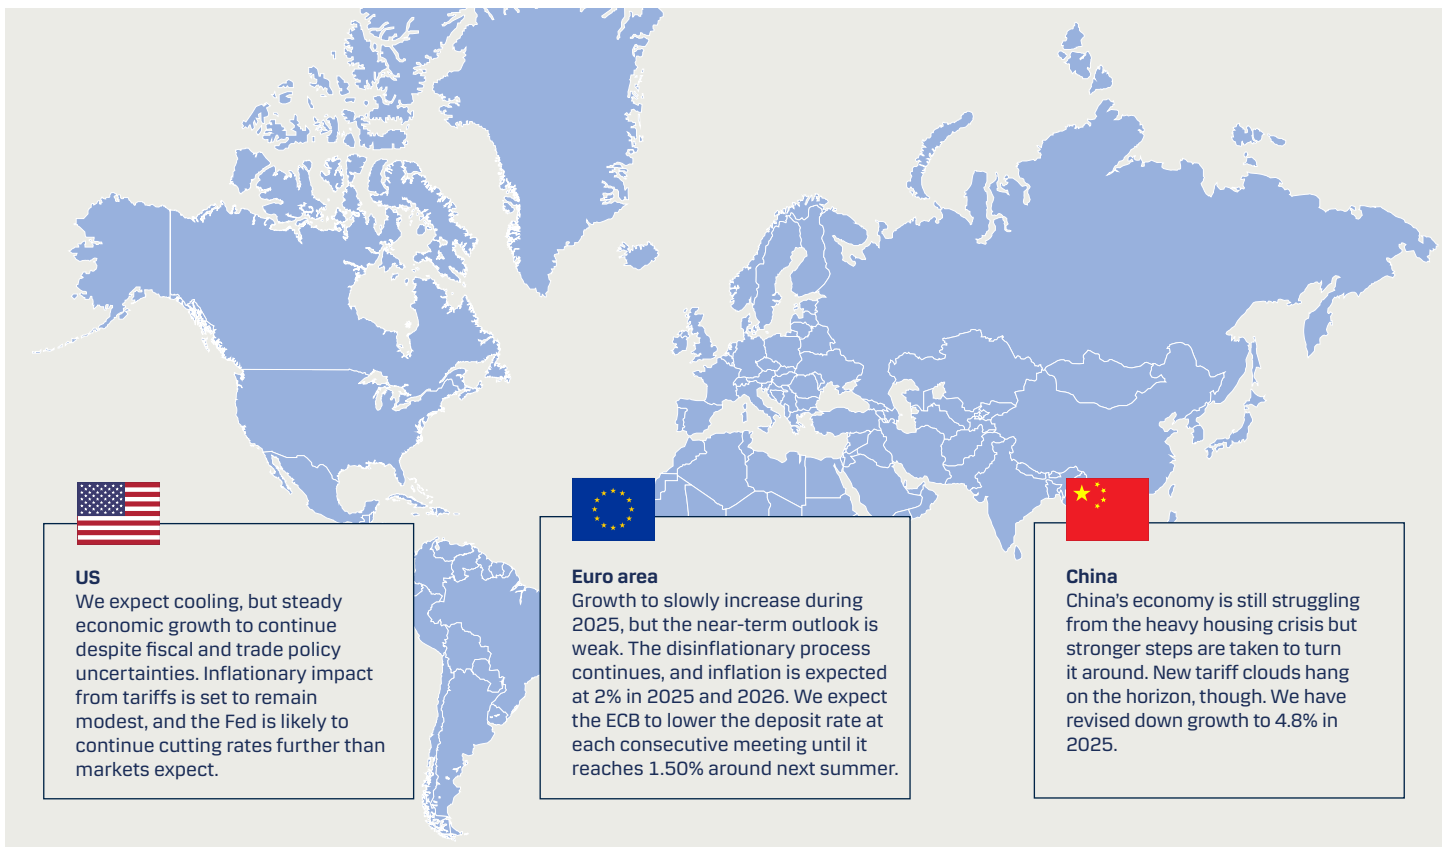 US
We expect cooling, but steady
economic growth to continue
despite fiscal and trade policy
uncertainties. Inflationary impact
from tariffs is set to remain
modest, and the Fed is likely to
continue cutting rates further than
markets expect.
Euro area
Growth to slowly increase during
2025, but the near-term outlook is
weak. The disinflationary process
continues, and inflation is expected
at 2% in 2025 and 2026. We expect
the ECB to lower the deposit rate at
each consecutive meeting until it
reaches 1.50% around next summer.
China
China's economy is still struggling
from the heavy housing crisis but
stronger steps are taken to turn
it around. New tariff clouds hang
on the horizon, though. We have
revised down growth to 4.8% in
2025.